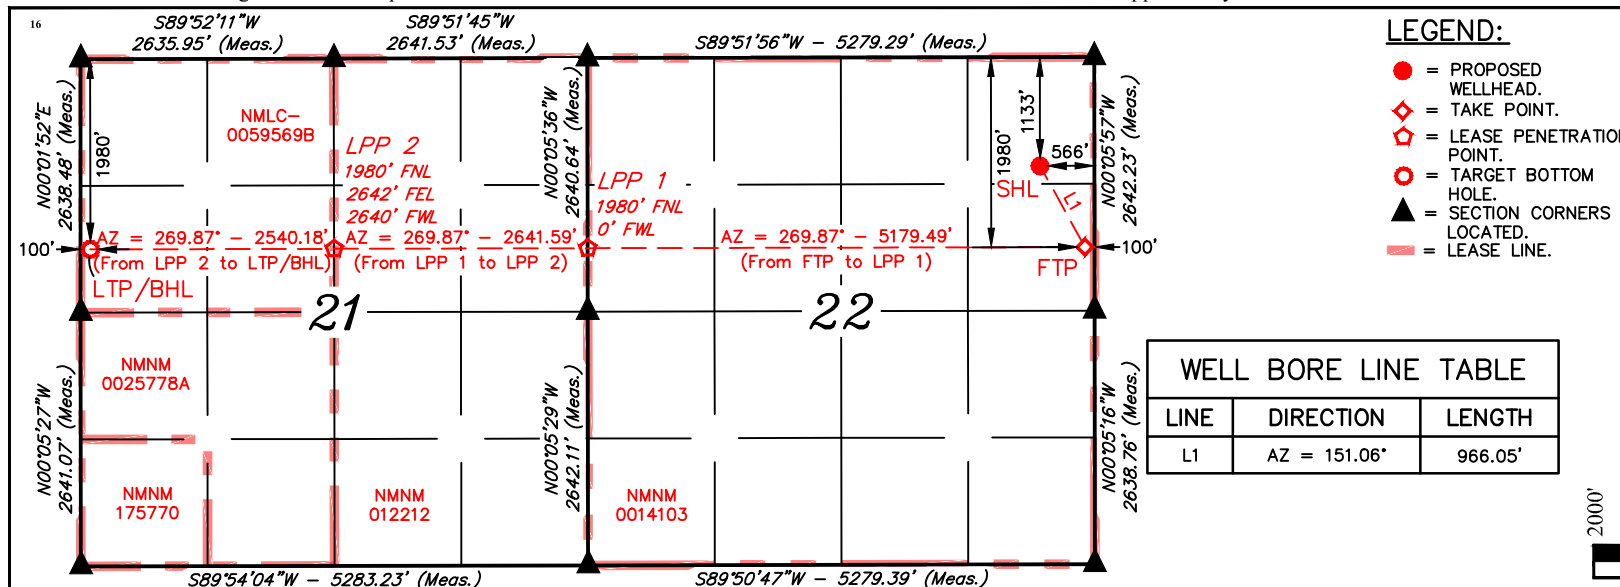 16
S89°52'11"W
2635.95' (Meas.)
S89°51'45"W
2641.53' (Meas.)
S89°51'56"W – 5279.29' (Meas.)
N00°01'52"E
2638.48' (Meas.)
1980'
NMLC-
0059569B
LPP 2
1980' FNL
2642' FEL
2640' FWL
N00°05'36"W
2640.64' (Meas.)
LPP 1
1980' FNL
0' FWL
1980'
1133'
566'
SHL
L1
N00°05'57"W
2642.23' (Meas.)
100'
AZ = 269.87° – 2540.18'
(From LPP 2 to LTP/BHL)
AZ = 269.87° – 2641.59'
(From LPP 1 to LPP 2)
AZ = 269.87° – 5179.49'
(From FTP to LPP 1)
100'
FTP
LTP/BHL
21
22
NMNM
0025778A
N00°05'27"W
2641.07' (Meas.)
N00°05'29"W
2642.11' (Meas.)
N00°05'16"W
2638.76' (Meas.)
NMNM
175770
NMNM
012212
NMNM
0014103
S89°54'04"W – 5283.23' (Meas.)
S89°50'47"W – 5279.39' (Meas.)
LEGEND:
= PROPOSED
WELLHEAD.
= TAKE POINT.
= LEASE PENETRATION
POINT.
= TARGET BOTTOM
HOLE.
= SECTION CORNERS
LOCATED.
= LEASE LINE.
WELL BORE LINE TABLE
LINE DIRECTION LENGTH
L1 AZ = 151.06° 966.05'
2000'